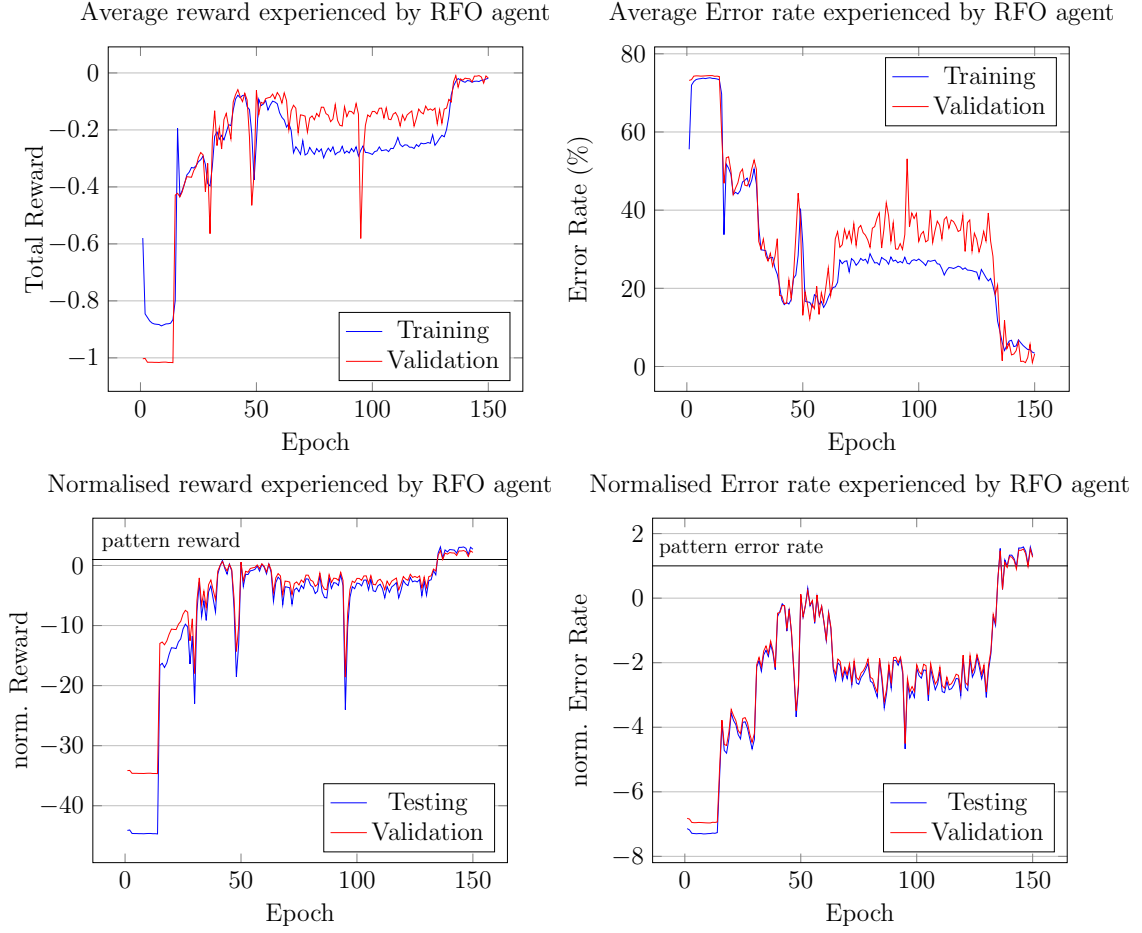 Average reward experienced by RFO agent
0
−0.2
−0.4
−0.6
−0.8
−1
Total Reward
Training
Validation
0
50
100
150
Epoch
Average Error rate experienced by RFO agent
80
60
40
20
0
Error Rate (%)
Training
Validation
0
50
100
150
Epoch
Normalised reward experienced by RFO agent
pattern reward
0
−10
−20
−30
−40
norm. Reward
Testing
Validation
0
50
100
150
Epoch
Normalised Error rate experienced by RFO agent
pattern error rate
2
0
−2
−4
−6
−8
norm. Error Rate
Testing
Validation
0
50
100
150
Epoch